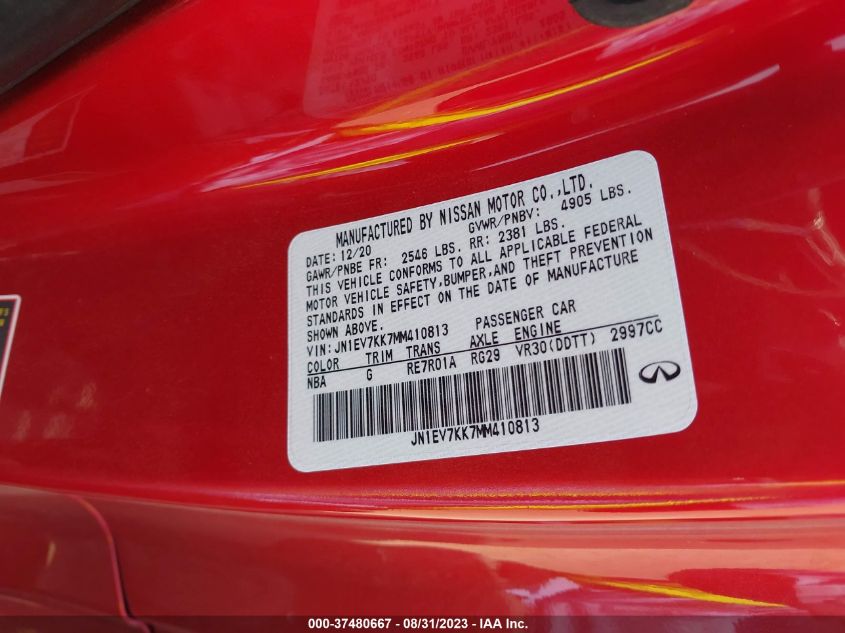 MANUFACTURED BY NISSAN MOTOR CO.,LTD.
DATE: 12/20 GVWR/PNBV: 4905 LBS.
GAWR/PNBE FR: 2546 LBS. RR: 2381 LBS.
THIS VEHICLE CONFORMS TO ALL APPLICABLE FEDERAL
MOTOR VEHICLE SAFETY,BUMPER,AND THEFT PREVENTION
STANDARDS IN EFFECT ON THE DATE OF MANUFACTURE
SHOWN ABOVE.
VIN: JN1EV7KK7MM410813 PASSENGER CAR
COLOR TRIM TRANS AXLE ENGINE
NBA G RE7R01A RG29 VR30(DDTT) 2997CC
JN1EV7KK7MM410813
000-37480667 - 08/31/2023 - IAAI Inc.